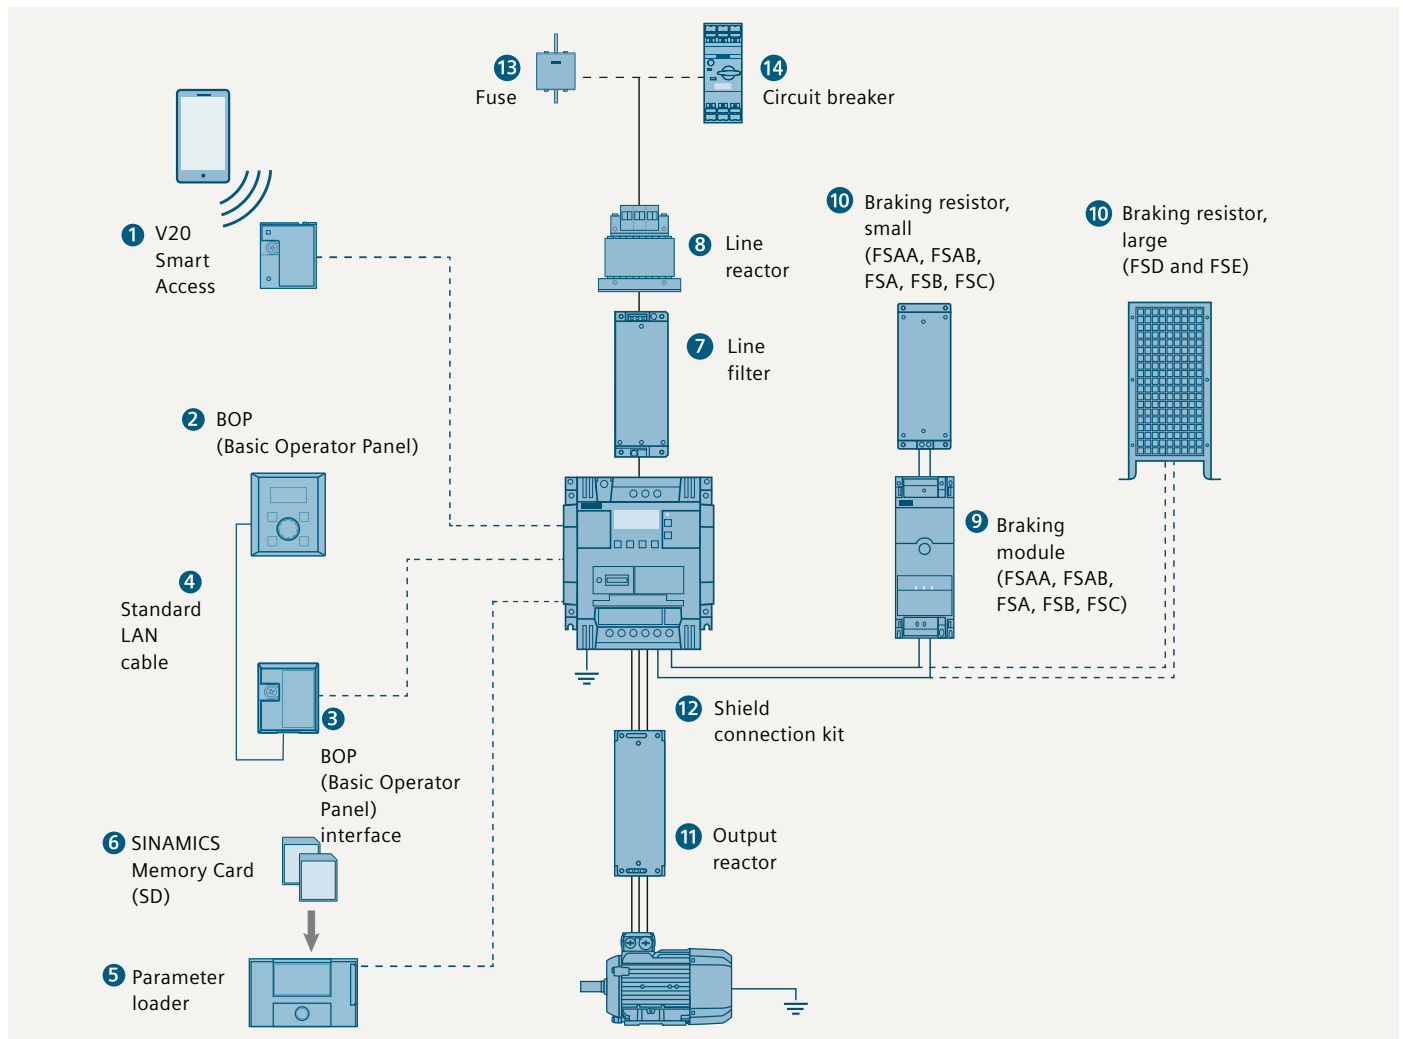 13
Fuse
14
Circuit breaker
1 V20
Smart
Access
8 Line
reactor
10 Braking resistor,
small
(FSAA, FSAB,
FSA, FSB, FSC)
10 Braking resistor,
large
(FSD and FSE)
7 Line
filter
2 BOP
(Basic Operator Panel)
9 Braking
module
(FSAA, FSAB,
FSA, FSB, FSC)
4
Standard
LAN
cable
3
BOP
(Basic Operator
Panel)
interface
12 Shield
connection kit
6 SINAMICS
Memory Card
(SD)
11 Output
reactor
5 Parameter
loader